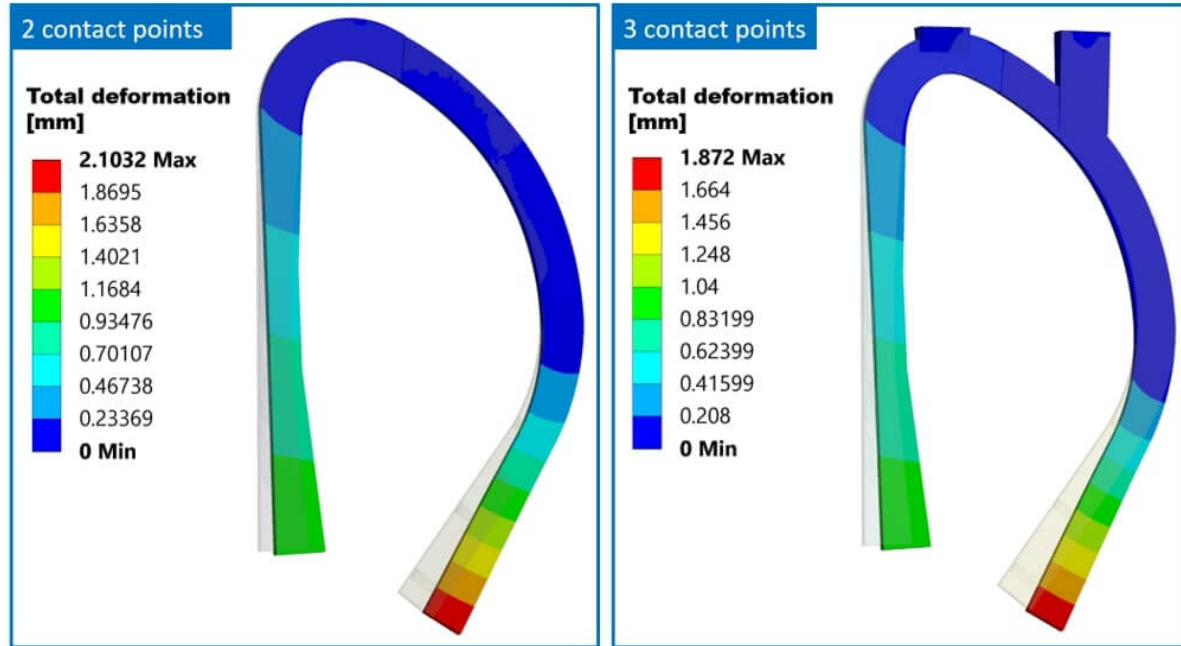 2 contact points
Total deformation
[mm]
2.1032 Max
1.8695
1.6358
1.4021
1.1684
0.93476
0.70107
0.46738
0.23369
0 Min
3 contact points
Total deformation
[mm]
1.872 Max
1.664
1.456
1.248
1.04
0.83199
0.62399
0.41599
0.208
0 Min